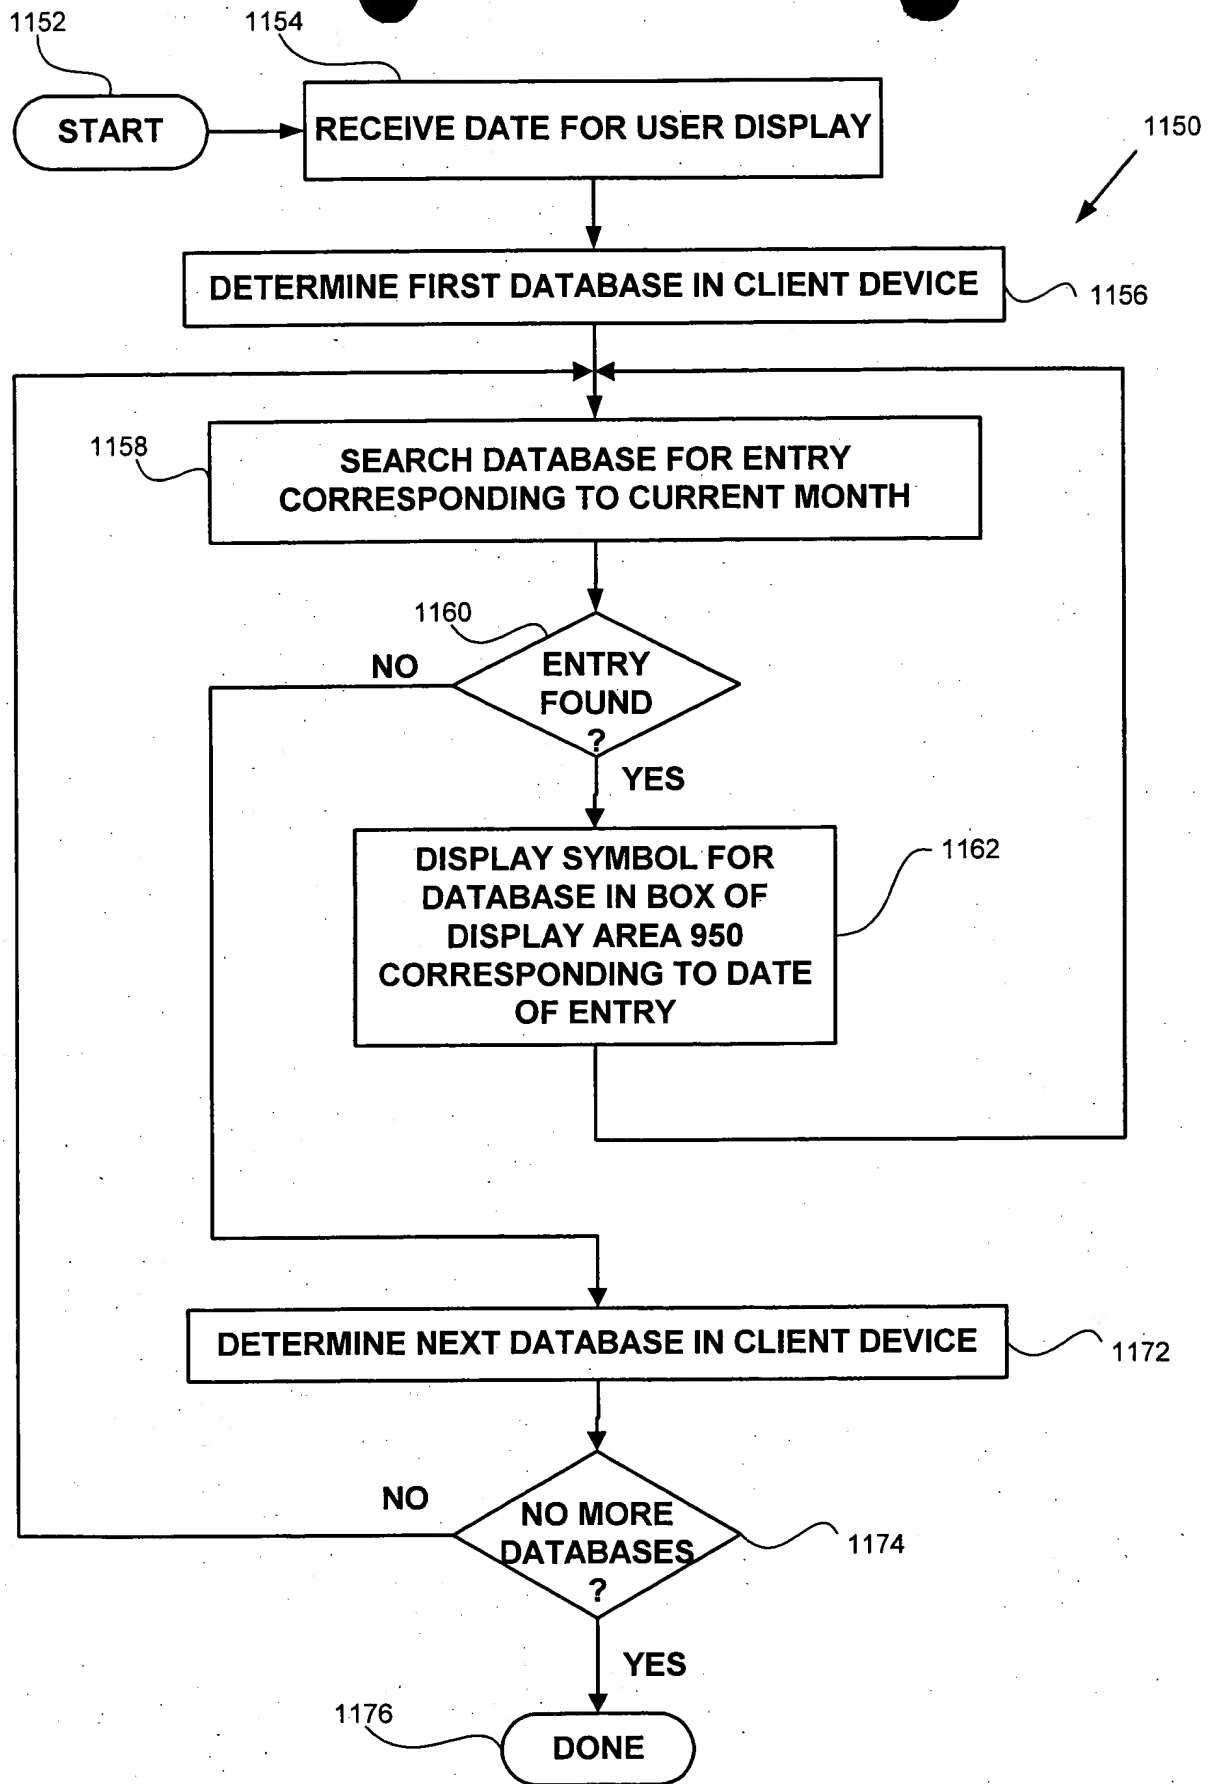 1152
1154
START
RECEIVE DATE FOR USER DISPLAY
1150
DETERMINE FIRST DATABASE IN CLIENT DEVICE
1156
1158
SEARCH DATABASE FOR ENTRY
CORRESPONDING TO CURRENT MONTH
1160
NO
ENTRY
FOUND
?
YES
DISPLAY SYMBOL FOR
DATABASE IN BOX OF
DISPLAY AREA 950
CORRESPONDING TO DATE
OF ENTRY
1162
DETERMINE NEXT DATABASE IN CLIENT DEVICE
1172
NO
NO MORE
DATABASES
?
1174
YES
1176
DONE